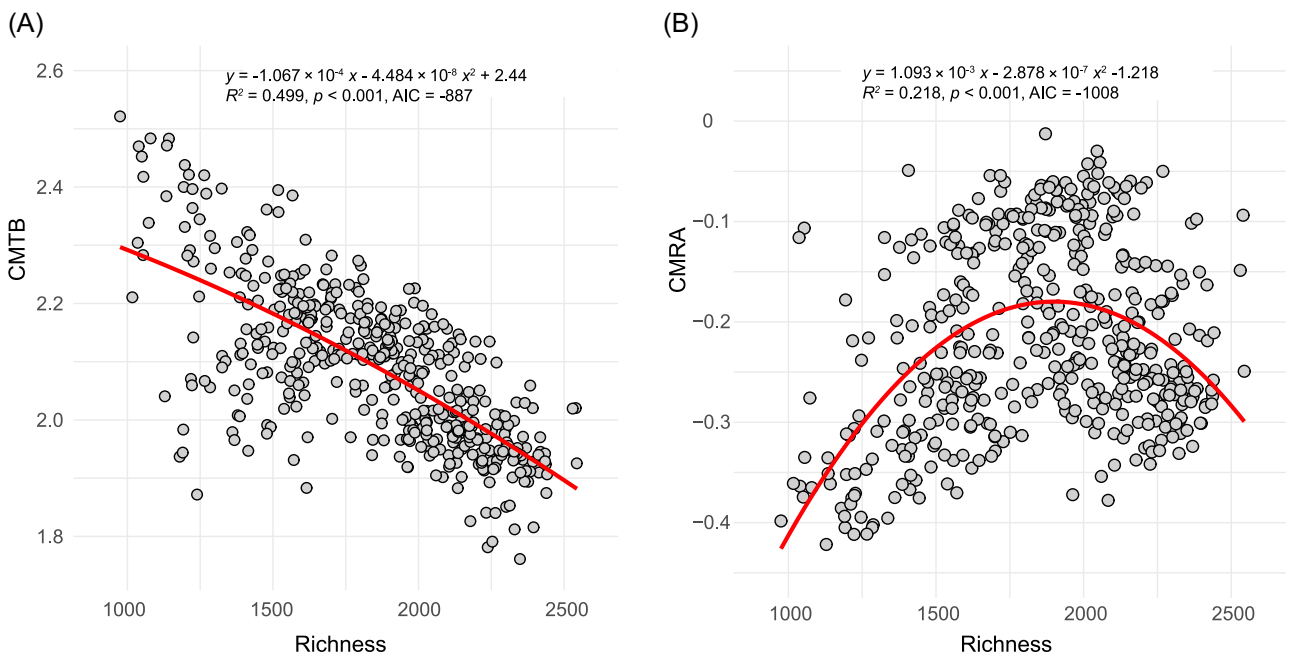 (A)
y = -1.067 × 10⁻⁴ x - 4.484 × 10⁻⁸ x² + 2.44
R² = 0.499, p < 0.001, AIC = -887
2.6
2.4
2.2
2.0
1.8
CMTB
1000 1500 2000 2500
Richness
(B)
y = 1.093 × 10⁻³ x - 2.878 × 10⁻⁷ x² -1.218
R² = 0.218, p < 0.001, AIC = -1008
0
−0.1
−0.2
−0.3
−0.4
CMRA
1000 1500 2000 2500
Richness